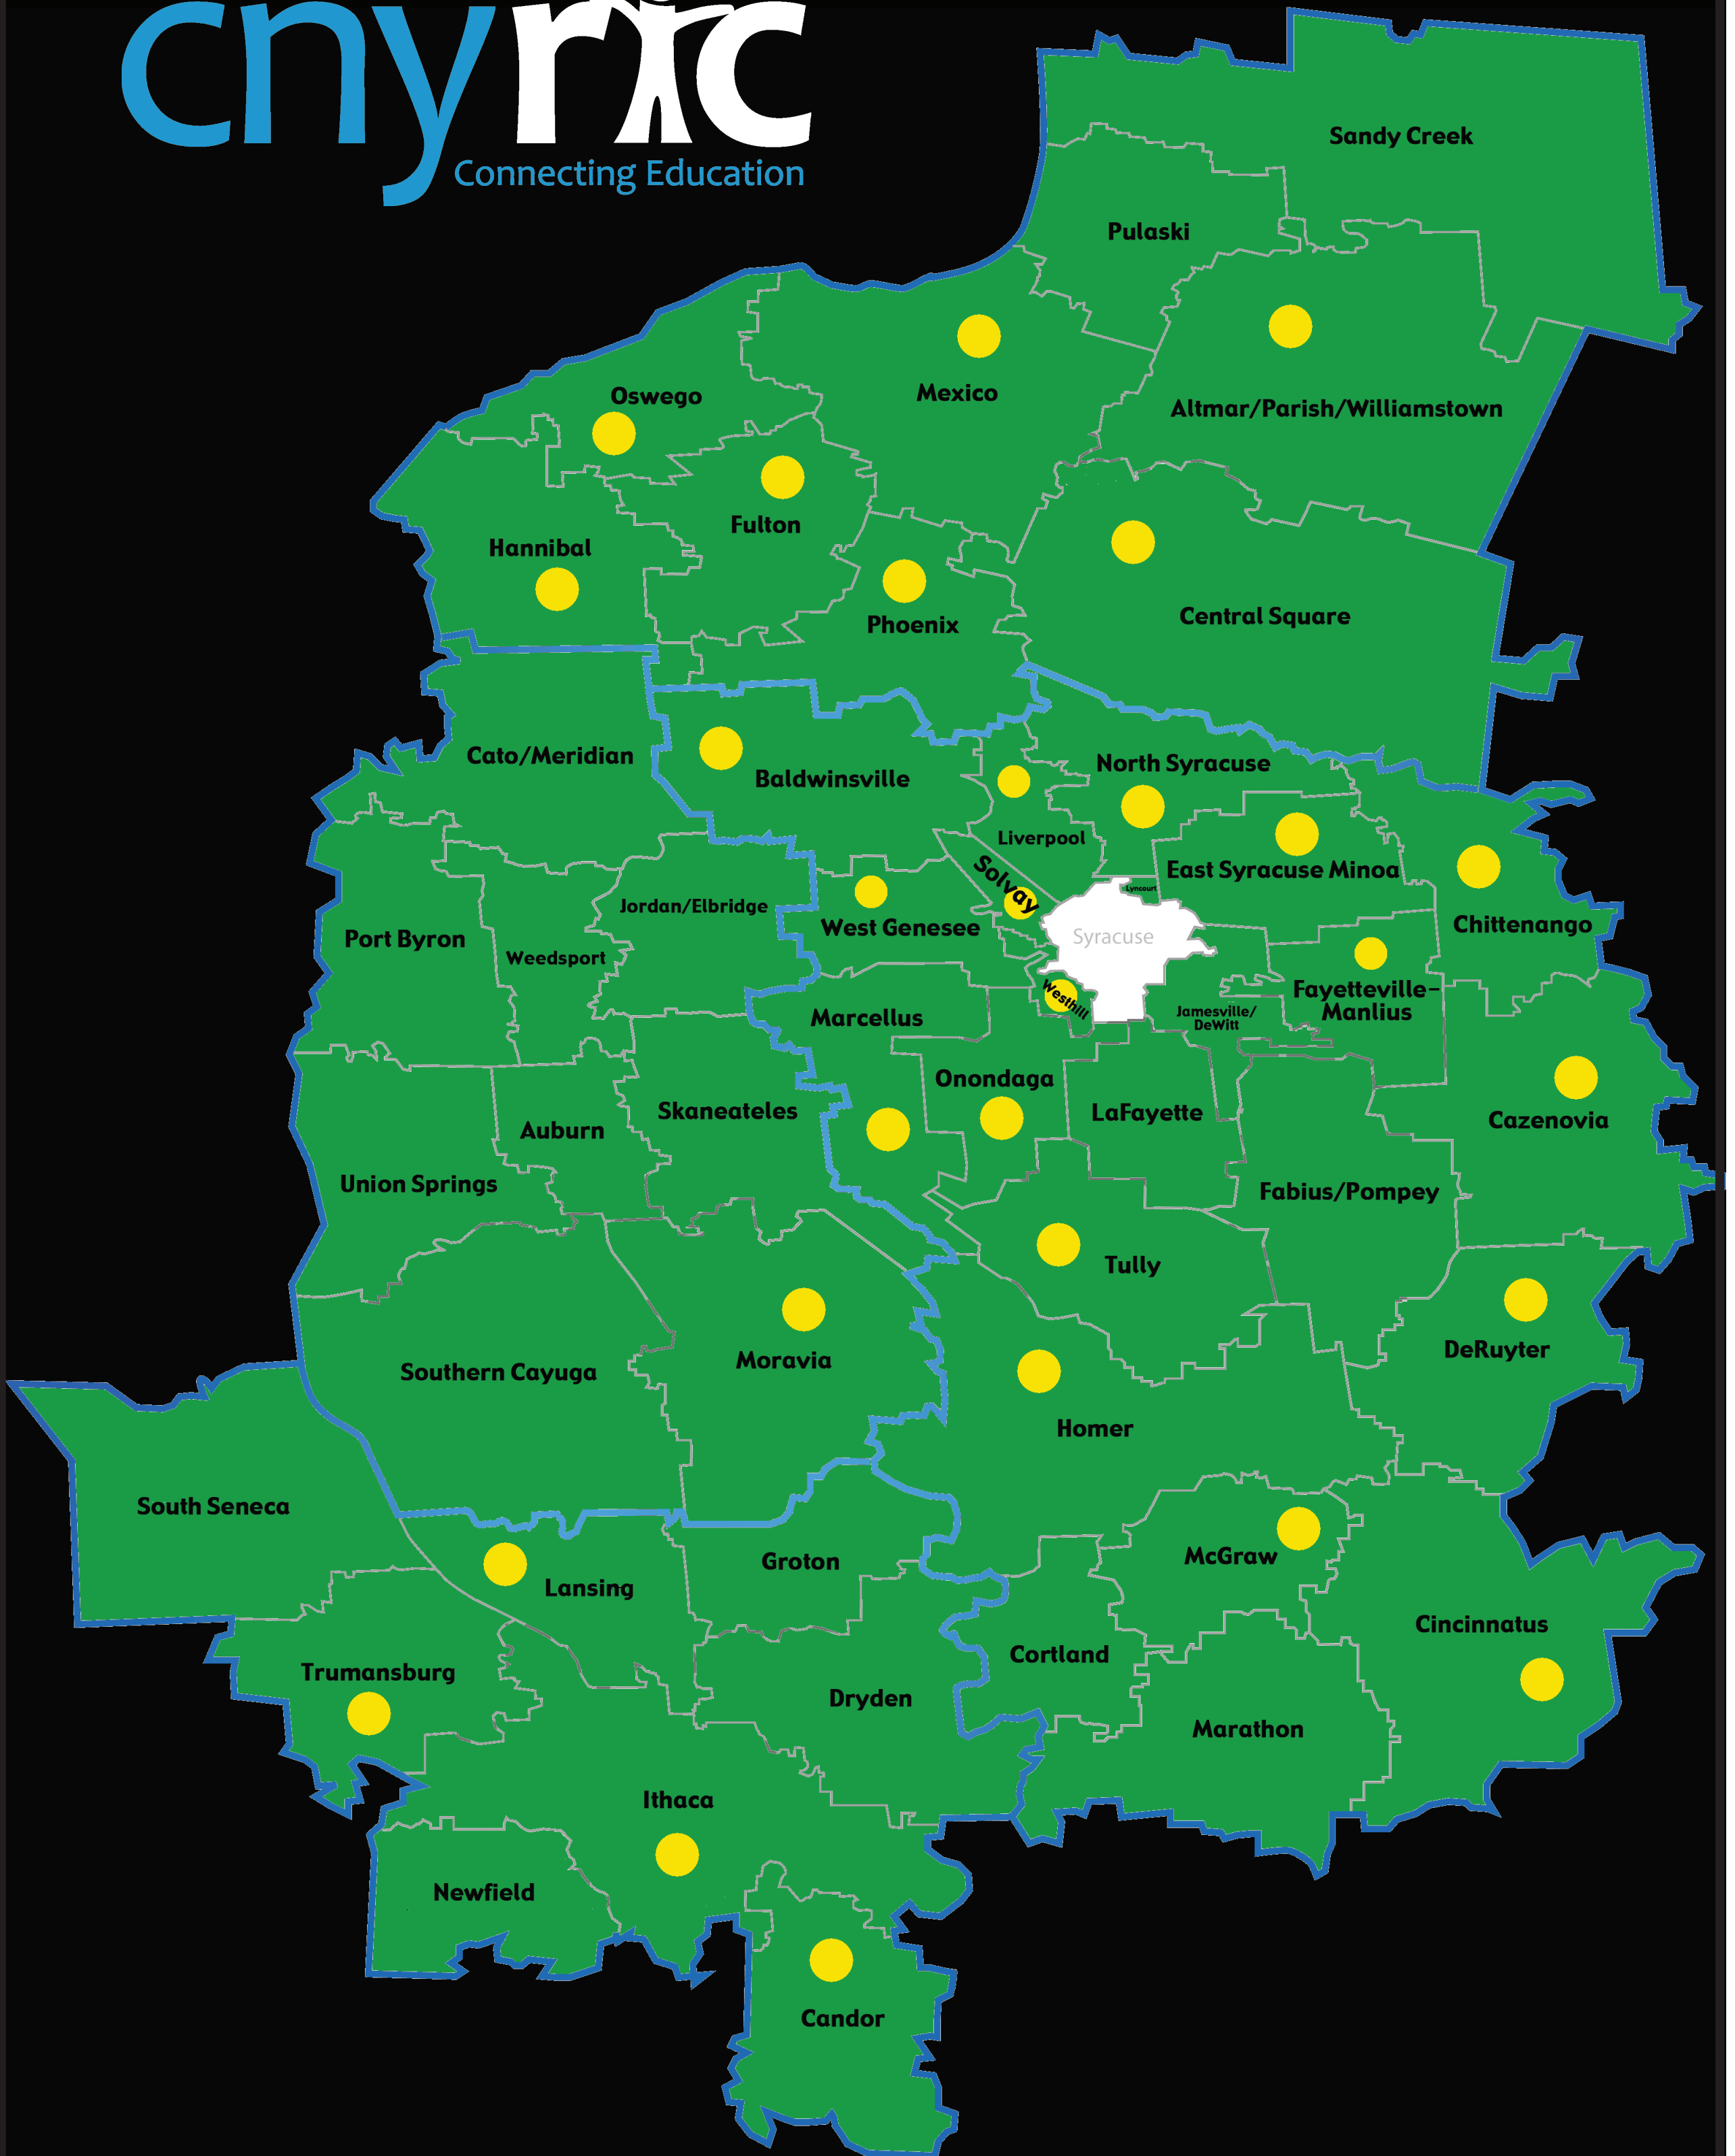 cnyric
Connecting Education
Sandy Creek
Pulaski
Mexico
Oswego
Altmar/Parish/Williamstown
Fulton
Hannibal
Phoenix
Central Square
Cato/Meridian
Baldwinsville
North Syracuse
Liverpool
Solvay
East Syracuse Minoa
Lyncourt
Jordan/Elbridge
West Genesee
Chittenango
Port Byron
Weedsport
Syracuse
Westhill
Fayetteville-
Manlius
Marcellus
Jamesville/
DeWitt
Onondaga
Skaneateles
LaFayette
Cazenovia
Auburn
Union Springs
Fabius/Pompey
Tully
DeRuyter
Moravia
Southern Cayuga
Homer
South Seneca
Groton
McGraw
Lansing
Cincinnatus
Cortland
Trumansburg
Dryden
Marathon
Ithaca
Newfield
Candor